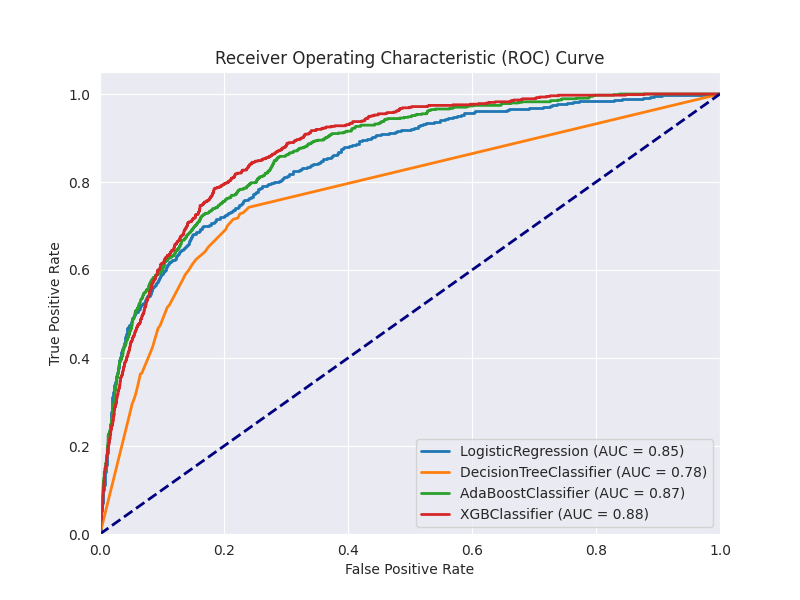 Receiver Operating Characteristic (ROC) Curve
True Positive Rate
1.0
0.8
0.6
0.4
0.2
0.0
LogisticRegression (AUC = 0.85)
DecisionTreeClassifier (AUC = 0.78)
AdaBoostClassifier (AUC = 0.87)
XGBClassifier (AUC = 0.88)
0.0 0.2 0.4 0.6 0.8 1.0
False Positive Rate